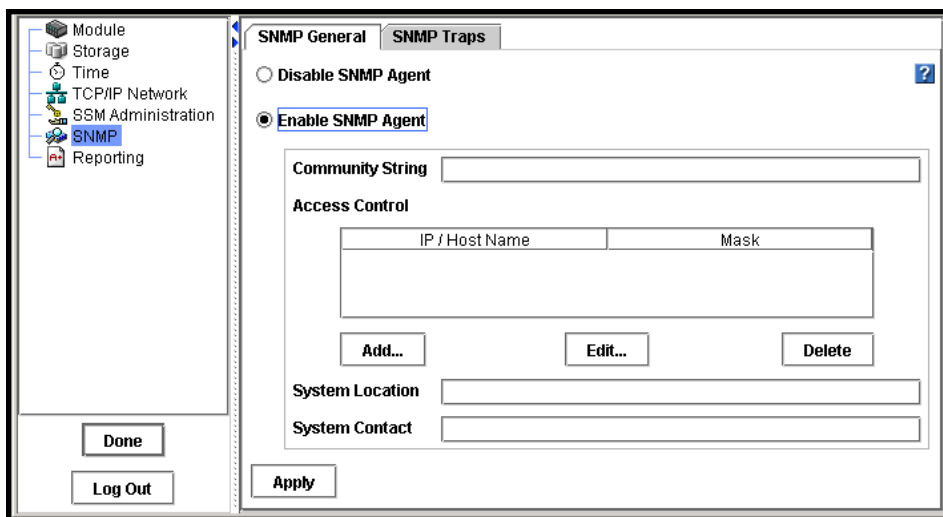 Module
Storage
Time
TCP/IP Network
SSM Administration
SNMP
Reporting
Done
Log Out
SNMP General
SNMP Traps
Disable SNMP Agent
?
Enable SNMP Agent
Community String
Access Control
IP / Host Name
Mask
Add...
Edit...
Delete
System Location
System Contact
Apply